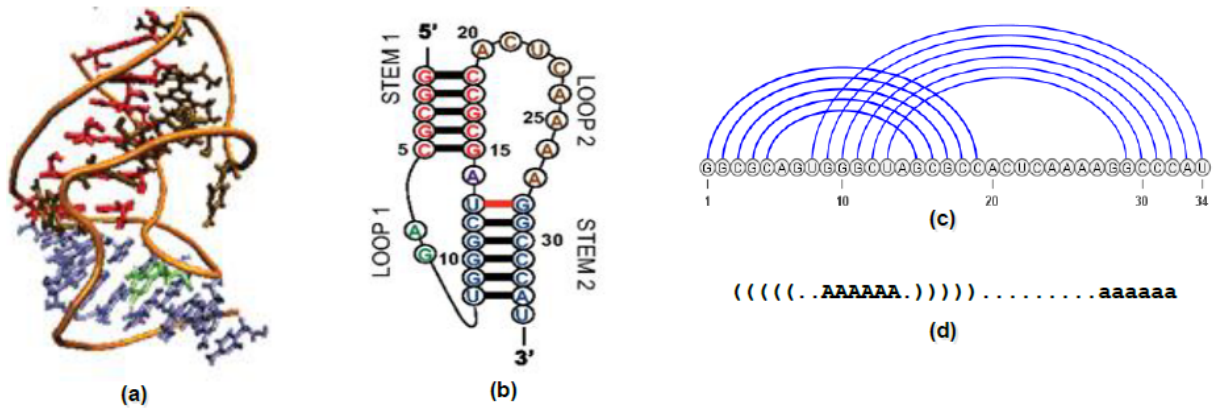 5'
STEM 1
G G C G C
5
LOOP 1
A G
10
U G G G C U
A
15
G C G C C
20
A C U C A A A A
25
LOOP 2
G G C C C A U
30
STEM 2
3'
GGCGCAGUGGGCUAGCGCCACUCAAAAGGCCCAU
1 10 20 30 34
(c)
(((((..AAAAAA.))))).........aaaaaa
(d)
(a)
(b)